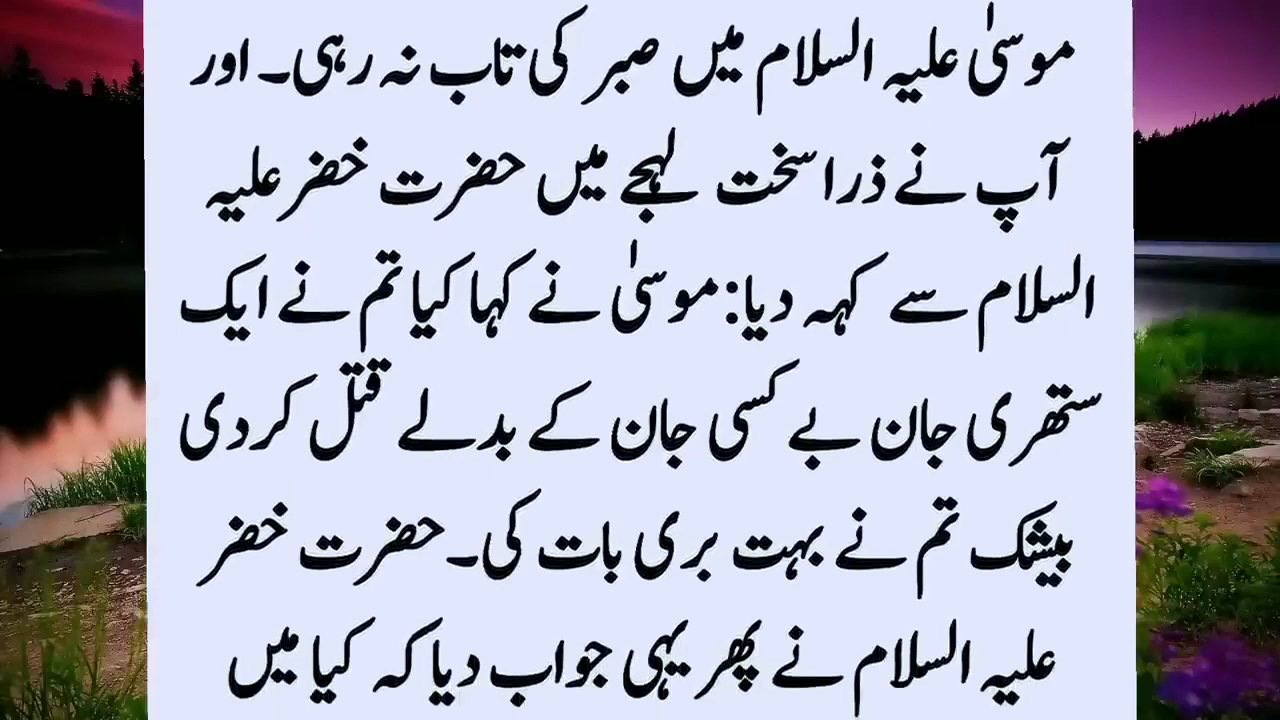 موسیٰ علیہ السلام میں صبر کی تاب نہ رہی۔ اور
آپ نے ذرا سخت لہجے میں حضرت خضر علیہ
السلام سے کہہ دیا: موسیٰ نے کہا کیا تم نے ایک
ستھری جان بے کسی جان کے بدلے قتل کردی
بیشک تم نے بہت بری بات کی۔ حضرت خضر
علیہ السلام نے پھر یہی جواب دیا کہ کیا میں